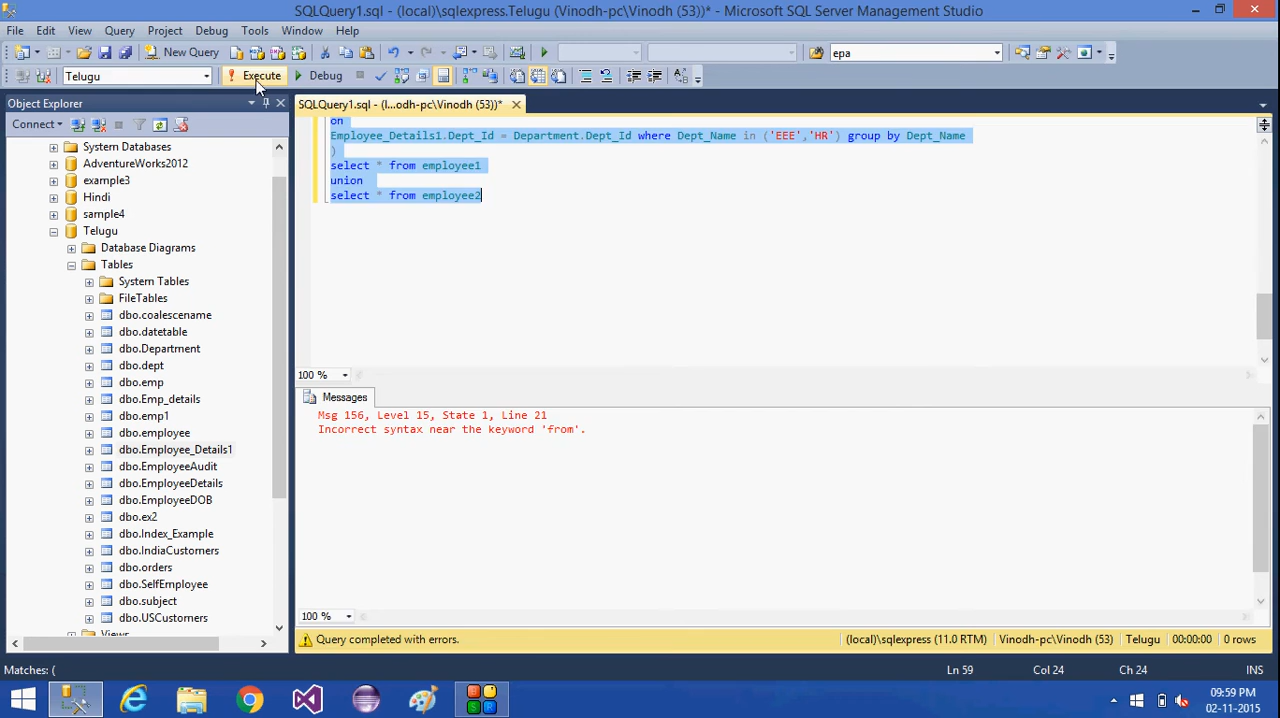 SQLQuery1.sql - (local)\sqlexpress.Telugu (Vinodh-pc\Vinodh (53))* - Microsoft SQL Server Management Studio
File Edit View Query Project Debug Tools Window Help
New Query epa
Telugu Execute Debug
Object Explorer
SQLQuery1.sql - (l...odh-pc\Vinodh (53))*
Connect
System Databases
AdventureWorks2012
example3
Hindi
sample4
Telugu
Database Diagrams
Tables
System Tables
FileTables
dbo.coalescename
dbo.datetable
dbo.Department
dbo.dept
dbo.emp
dbo.Emp_details
dbo.emp1
dbo.employee
dbo.Employee_Details1
dbo.EmployeeAudit
dbo.EmployeeDetails
dbo.EmployeeDOB
dbo.ex2
dbo.Index_Example
dbo.IndiaCustomers
dbo.orders
dbo.SelfEmployee
dbo.subject
dbo.USCustomers
Views
on
Employee_Details1.Dept_Id = Department.Dept_Id where Dept_Name in ('EEE','HR') group by Dept_Name
)
select * from employee1
union
select * from employee2
100 %
Messages
Msg 156, Level 15, State 1, Line 21
Incorrect syntax near the keyword 'from'.
100 %
Query completed with errors. (local)\sqlexpress (11.0 RTM) Vinodh-pc\Vinodh (53) Telugu 00:00:00 0 rows
Matches: ( Ln 59 Col 24 Ch 24 INS
09:59 PM
02-11-2015